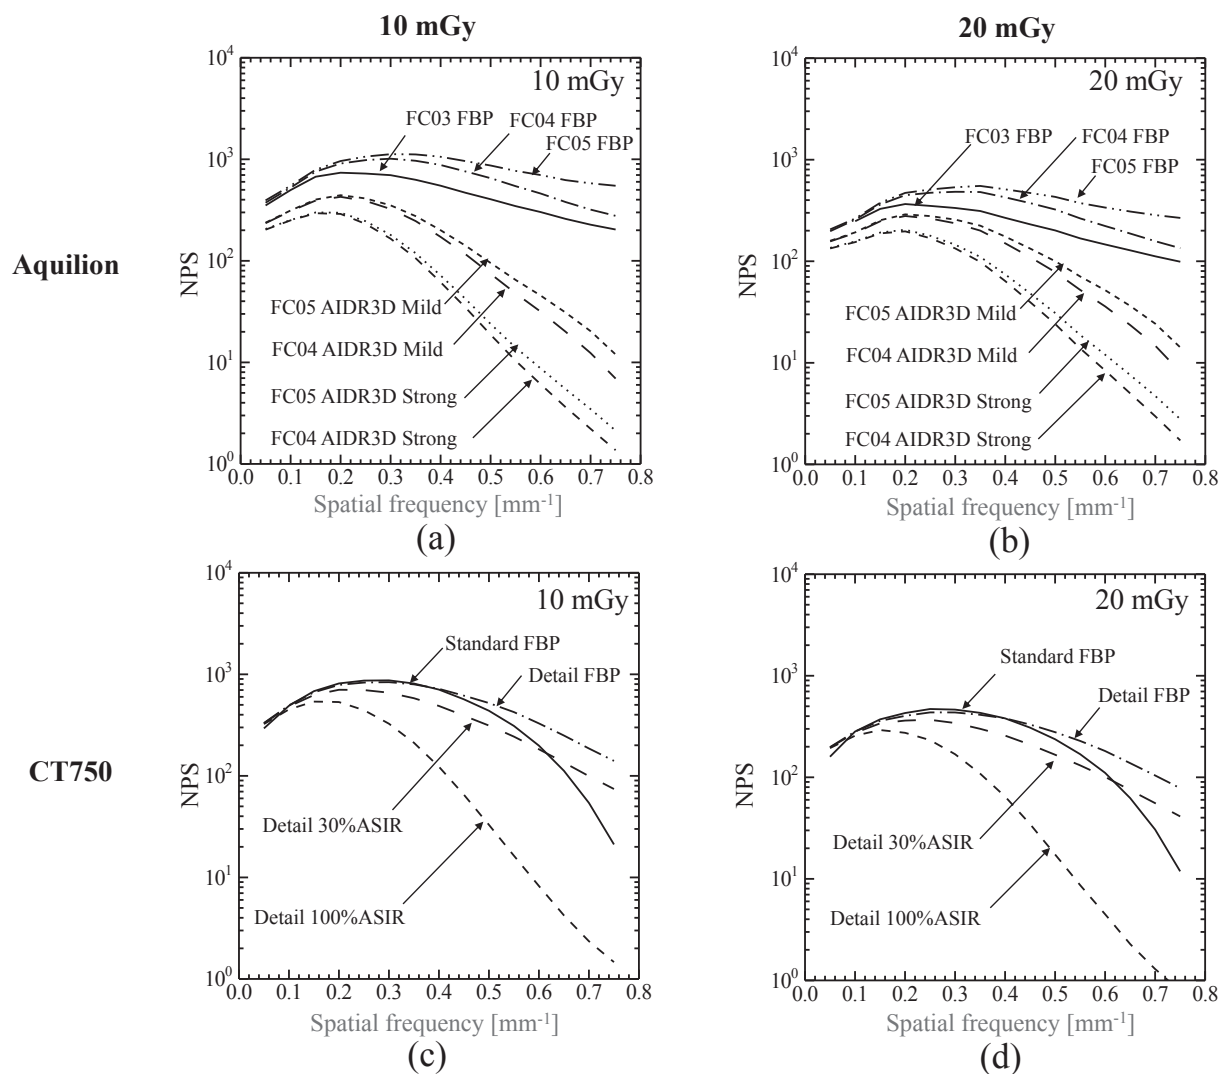 10 mGy
20 mGy
Aquilion
10⁴
10³
10²
10¹
10⁰
NPS
10 mGy
FC03 FBP
FC04 FBP
FC05 FBP
FC05 AIDR3D Mild
FC04 AIDR3D Mild
FC05 AIDR3D Strong
FC04 AIDR3D Strong
0.0 0.1 0.2 0.3 0.4 0.5 0.6 0.7 0.8
Spatial frequency [mm⁻¹]
(a)
10⁴
10³
10²
10¹
10⁰
NPS
20 mGy
FC03 FBP
FC04 FBP
FC05 FBP
FC05 AIDR3D Mild
FC04 AIDR3D Mild
FC05 AIDR3D Strong
FC04 AIDR3D Strong
0.0 0.1 0.2 0.3 0.4 0.5 0.6 0.7 0.8
Spatial frequency [mm⁻¹]
(b)
CT750
10⁴
10³
10²
10¹
10⁰
NPS
10 mGy
Standard FBP
Detail FBP
Detail 30%ASIR
Detail 100%ASIR
0.0 0.1 0.2 0.3 0.4 0.5 0.6 0.7 0.8
Spatial frequency [mm⁻¹]
(c)
10⁴
10³
10²
10¹
10⁰
NPS
20 mGy
Standard FBP
Detail FBP
Detail 30%ASIR
Detail 100%ASIR
0.0 0.1 0.2 0.3 0.4 0.5 0.6 0.7 0.8
Spatial frequency [mm⁻¹]
(d)